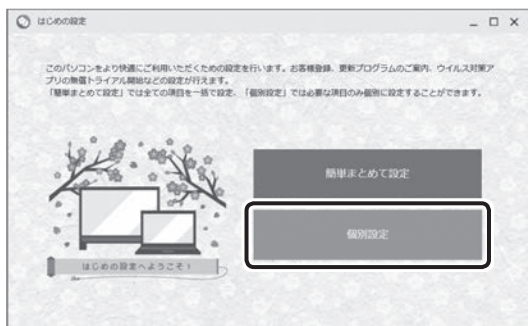 はじめの設定
このパソコンをより快適にご利用いただくための設定を行います。お客様登録、更新プログラムのご案内、ウイルス対策ア
プリの無償トライアル開始などの設定が行えます。
「簡単まとめて設定」では全ての項目を一括で設定、「個別設定」では必要な項目のみ個別に設定することができます。
簡単まとめて設定
個別設定
はじめの設定へようこそ！